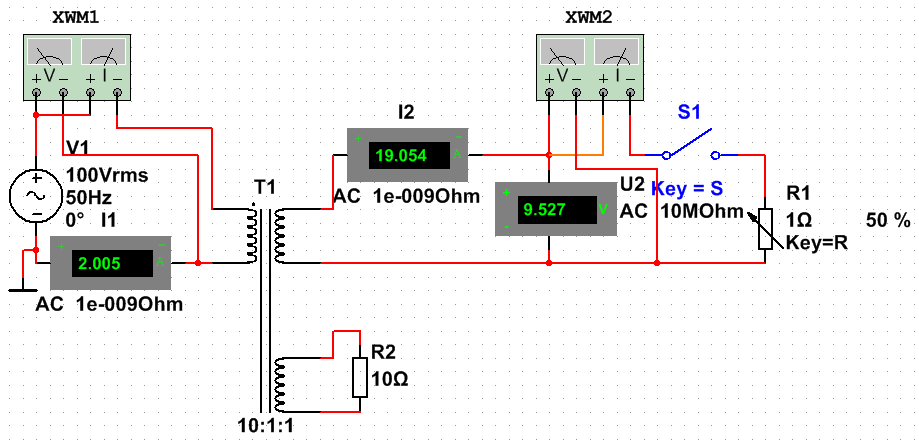 XWM1
XWM2
V I
+ − + −
V I
+ − + −
I2
S1
+ −
19.054 A
V1
100Vrms
50Hz
0°
I1
T1
AC 1e-009Ohm
+
9.527 V
-
U2
AC 10MOhm
Key = S
R1
1Ω
Key=R
50 %
+ −
2.005 A
AC 1e-009Ohm
R2
10Ω
10:1:1